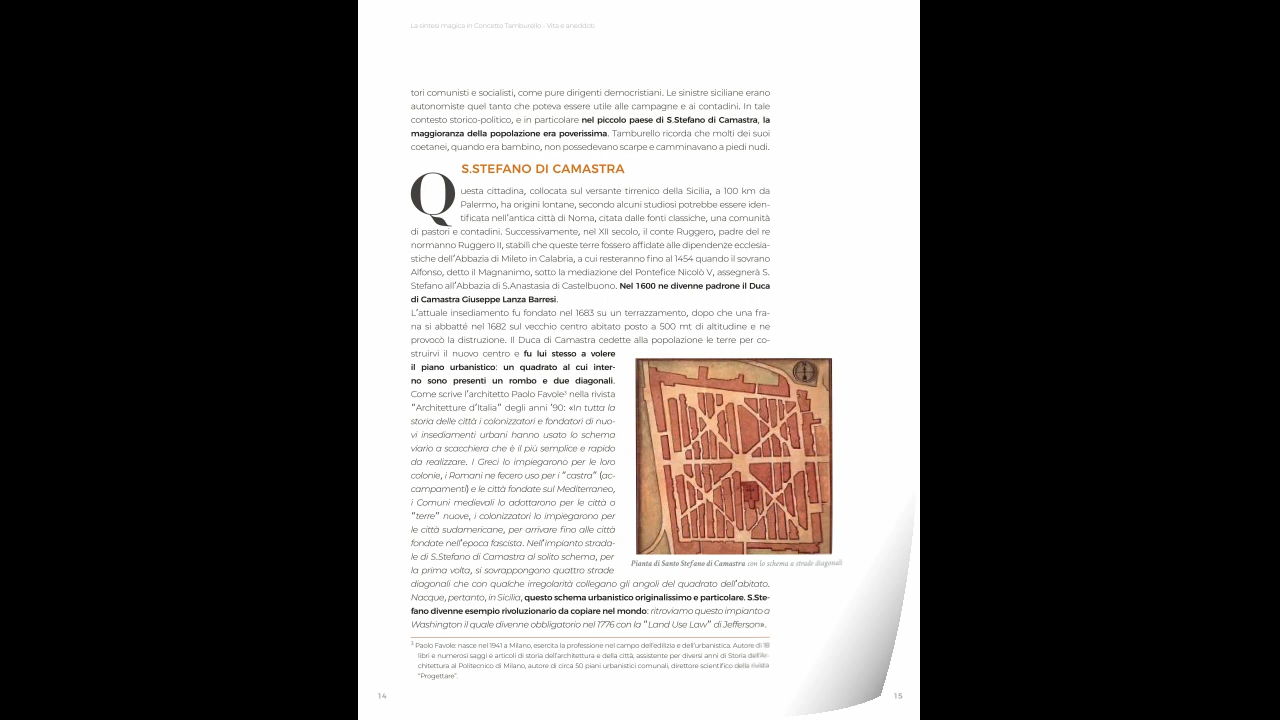 La sintesi magica in Concetto Tamburello - Vita e aneddoti
tori comunisti e socialisti, come pure dirigenti democristiani. Le sinistre siciliane erano
autonomiste quel tanto che poteva essere utile alle campagne e ai contadini. In tale
contesto storico-politico, e in particolare nel piccolo paese di S.Stefano di Camastra, la
maggioranza della popolazione era poverissima. Tamburello ricorda che molti dei suoi
coetanei, quando era bambino, non possedevano scarpe e camminavano a piedi nudi.
S.STEFANO DI CAMASTRA
Questa cittadina, collocata sul versante tirrenico della Sicilia, a 100 km da
Palermo, ha origini lontane, secondo alcuni studiosi potrebbe essere iden-
tificata nell'antica città di Noma, citata dalle fonti classiche, una comunità
di pastori e contadini. Successivamente, nel XII secolo, il conte Ruggero, padre del re
normanno Ruggero II, stabilì che queste terre fossero affidate alle dipendenze ecclesia-
stiche dell'Abbazia di Mileto in Calabria, a cui resteranno fino al 1454 quando il sovrano
Alfonso, detto il Magnanimo, sotto la mediazione del Pontefice Nicolò V, assegnerà S.
Stefano all'Abbazia di S.Anastasia di Castelbuono. Nel 1600 ne divenne padrone il Duca
di Camastra Giuseppe Lanza Barresi.
L'attuale insediamento fu fondato nel 1683 su un terrazzamento, dopo che una fra-
na si abbatté nel 1682 sul vecchio centro abitato posto a 500 mt di altitudine e ne
provocò la distruzione. Il Duca di Camastra cedette alla popolazione le terre per co-
struirvi il nuovo centro e fu lui stesso a volere
il piano urbanistico: un quadrato al cui inter-
no sono presenti un rombo e due diagonali.
Come scrive l'architetto Paolo Favole³ nella rivista
"Architetture d'Italia" degli anni '90: «In tutta la
storia delle città i colonizzatori e fondatori di nuo-
vi insediamenti urbani hanno usato lo schema
viario a scacchiera che è il più semplice e rapido
da realizzare. I Greci lo impiegarono per le loro
colonie, i Romani ne fecero uso per i "castra" (ac-
campamenti) e le città fondate sul Mediterraneo,
i Comuni medievali lo adottarono per le città o
"terre" nuove, i colonizzatori lo impiegarono per
le città sudamericane, per arrivare fino alle città
fondate nell'epoca fascista. Nell'impianto strada-
le di S.Stefano di Camastra al solito schema, per
la prima volta, si sovrappongono quattro strade
diagonali che con qualche irregolarità collegano gli angoli del quadrato dell'abitato.
Nacque, pertanto, in Sicilia, questo schema urbanistico originalissimo e particolare. S.Ste-
fano divenne esempio rivoluzionario da copiare nel mondo: ritroviamo questo impianto a
Washington il quale divenne obbligatorio nel 1776 con la "Land Use Law" di Jefferson».
Pianta di Santo Stefano di Camastra con lo schema a strade diagonali
³ Paolo Favole: nasce nel 1941 a Milano, esercita la professione nel campo dell'edilizia e dell'urbanistica. Autore di 18
libri e numerosi saggi e articoli di storia dell'architettura e della città, assistente per diversi anni di Storia dell'Ar-
chitettura al Politecnico di Milano, autore di circa 50 piani urbanistici comunali, direttore scientifico della rivista
"Progettare".
14
15